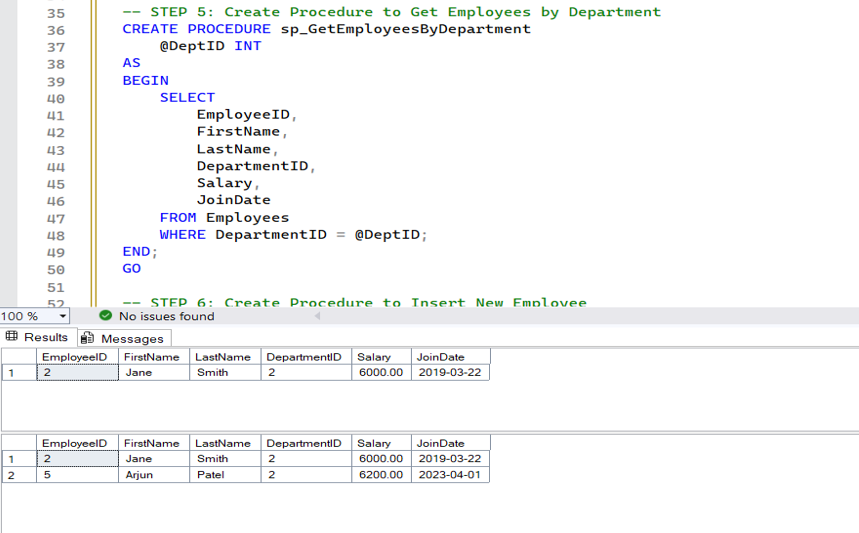 35 -- STEP 5: Create Procedure to Get Employees by Department
36 CREATE PROCEDURE sp_GetEmployeesByDepartment
37 @DeptID INT
38 AS
39 BEGIN
40 SELECT
41 EmployeeID,
42 FirstName,
43 LastName,
44 DepartmentID,
45 Salary,
46 JoinDate
47 FROM Employees
48 WHERE DepartmentID = @DeptID;
49 END;
50 GO
51
52 -- STEP 6: Create Procedure to Insert New Employee
100 % No issues found
Results Messages
EmployeeID FirstName LastName DepartmentID Salary JoinDate
1 2 Jane Smith 2 6000.00 2019-03-22
EmployeeID FirstName LastName DepartmentID Salary JoinDate
1 2 Jane Smith 2 6000.00 2019-03-22
2 5 Arjun Patel 2 6200.00 2023-04-01